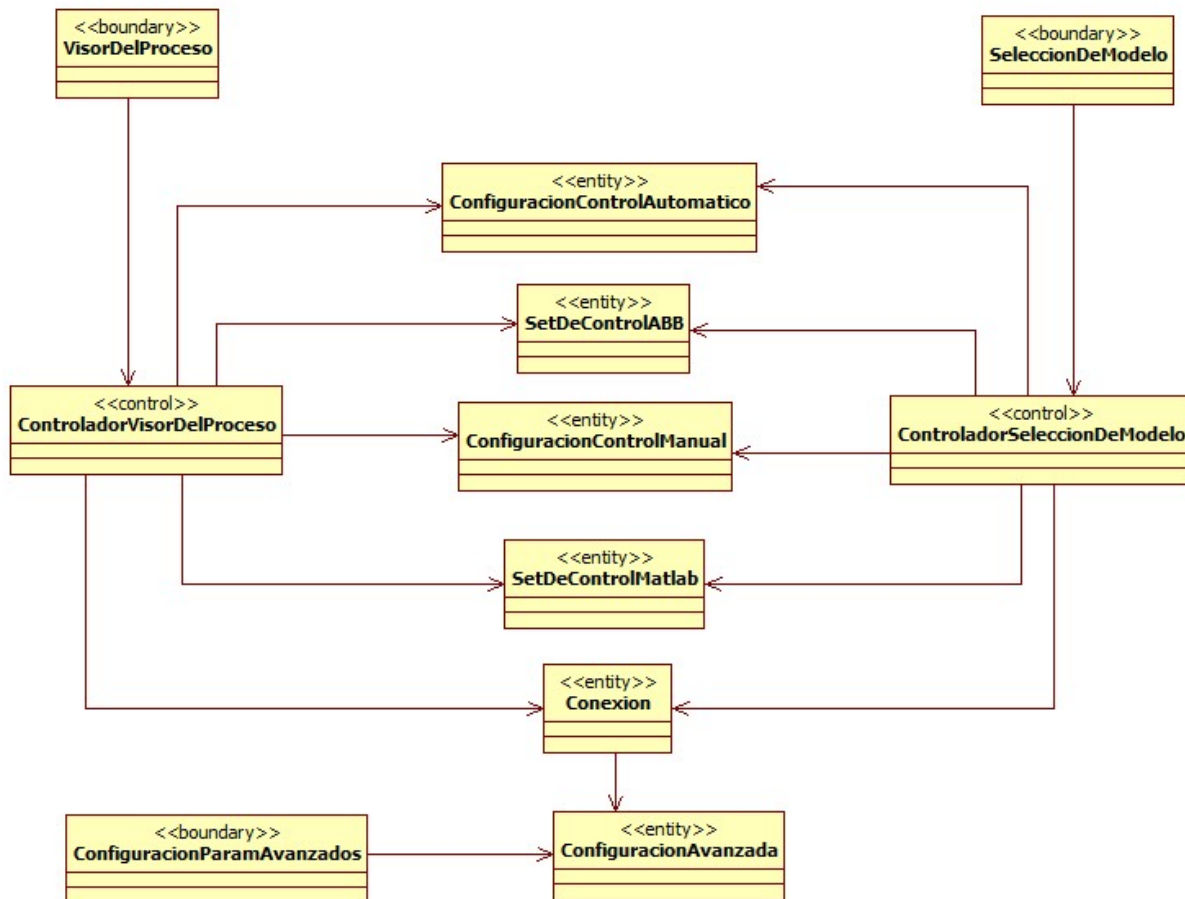 <<boundary>>
VisorDelProceso
<<boundary>>
SeleccionDeModelo
<<entity>>
ConfiguracionControlAutomatico
<<entity>>
SetDeControlABB
<<control>>
ControladorVisorDelProceso
<<entity>>
ConfiguracionControlManual
<<control>>
ControladorSeleccionDeModelo
<<entity>>
SetDeControlMatlab
<<entity>>
Conexion
<<boundary>>
ConfiguracionParamAvanzados
<<entity>>
ConfiguracionAvanzada